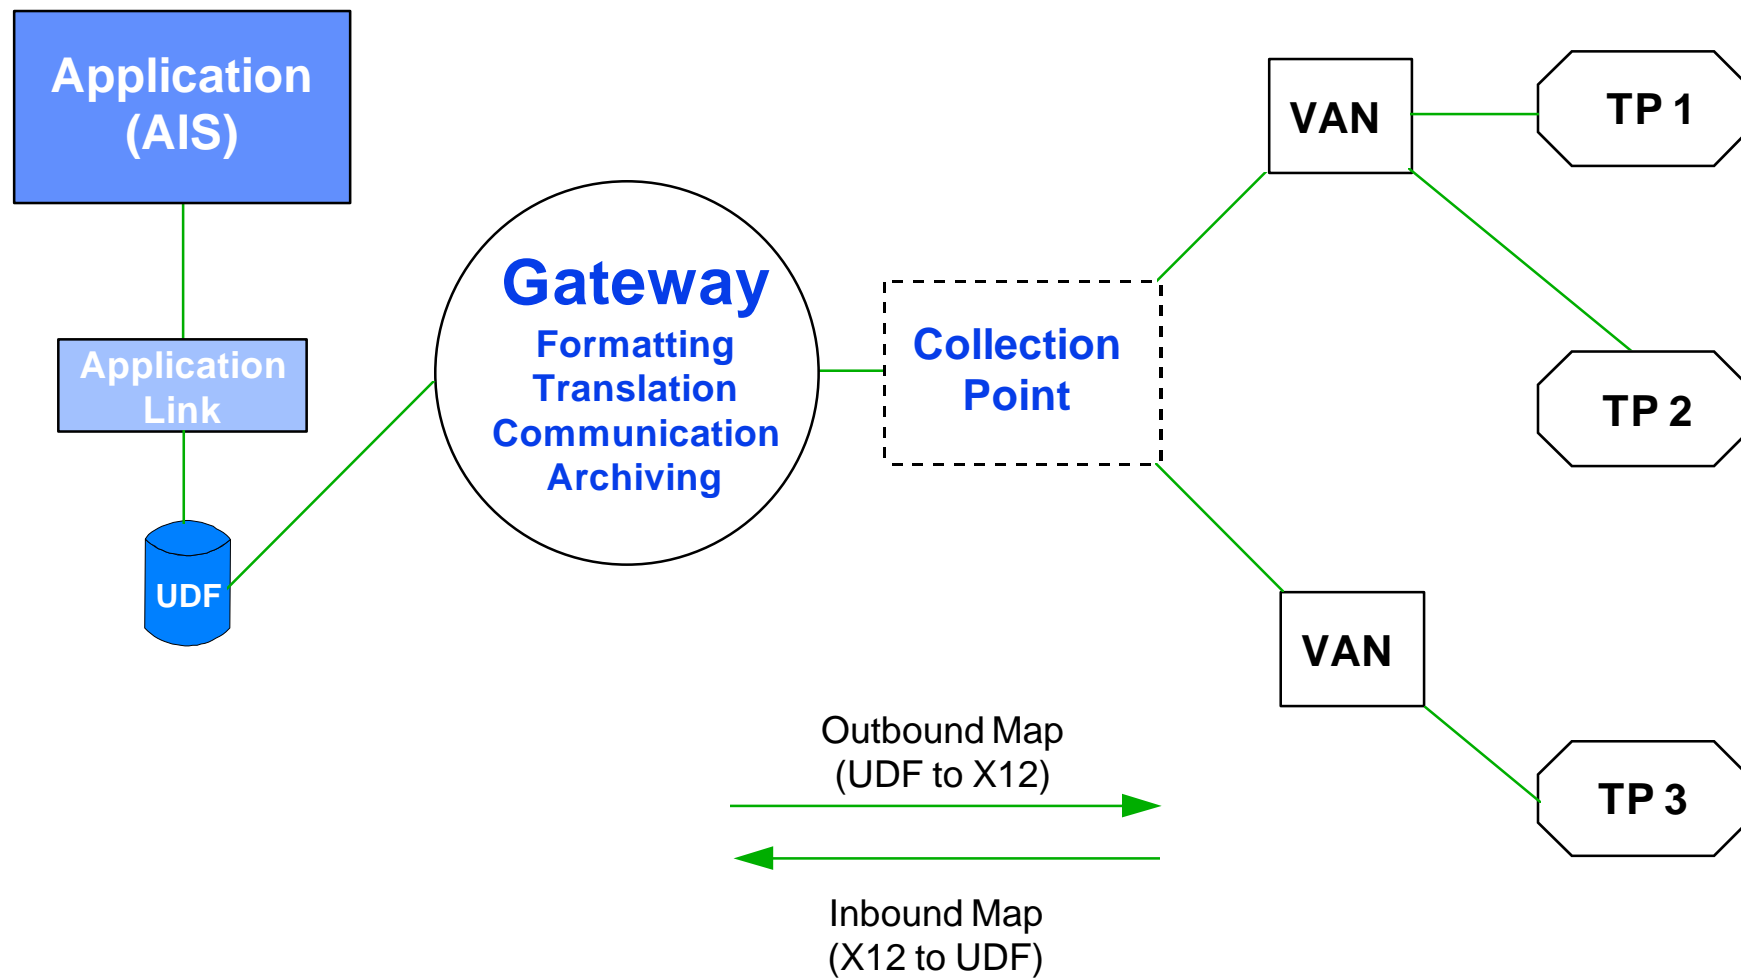 Application
(AIS)
Application
Link
UDF
Gateway
Formatting
Translation
Communication
Archiving
Collection
Point
VAN
TP 1
TP 2
VAN
TP 3
Outbound Map
(UDF to X12)
Inbound Map
(X12 to UDF)